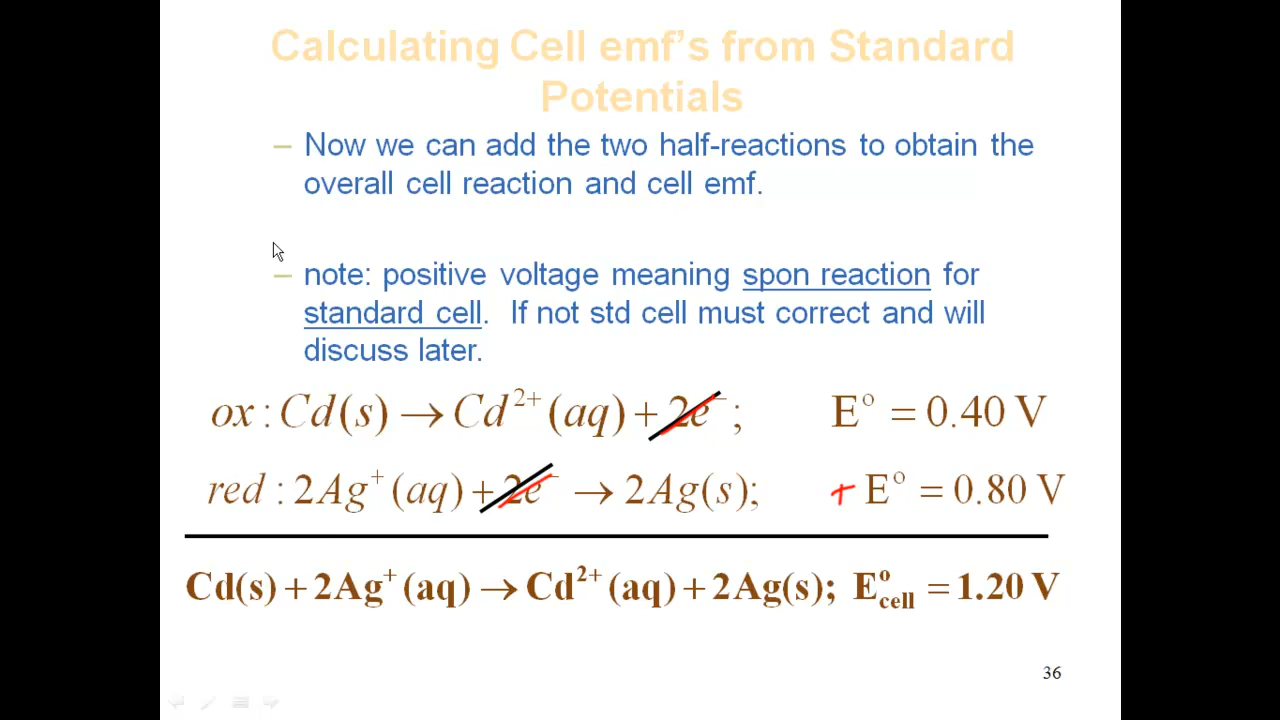 Calculating Cell emf's from Standard
Potentials
– Now we can add the two half-reactions to obtain the
overall cell reaction and cell emf.
– note: positive voltage meaning spon reaction for
standard cell. If not std cell must correct and will
discuss later.
ox : Cd(s) → Cd²⁺(aq) + 2e⁻; E° = 0.40 V
red : 2Ag⁺(aq) + 2e⁻ → 2Ag(s); + E° = 0.80 V
Cd(s) + 2Ag⁺(aq) → Cd²⁺(aq) + 2Ag(s); E°cell = 1.20 V
36